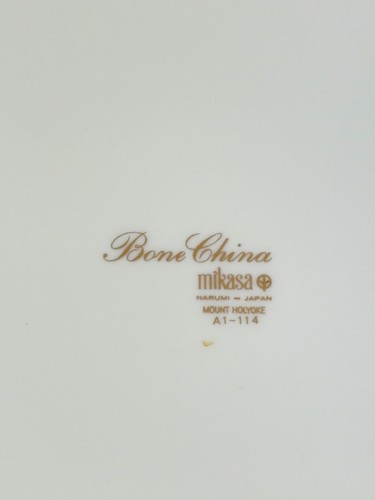 Bone China
mikasa
NARUMI – JAPAN
MOUNT HOLYOKE
A1-114